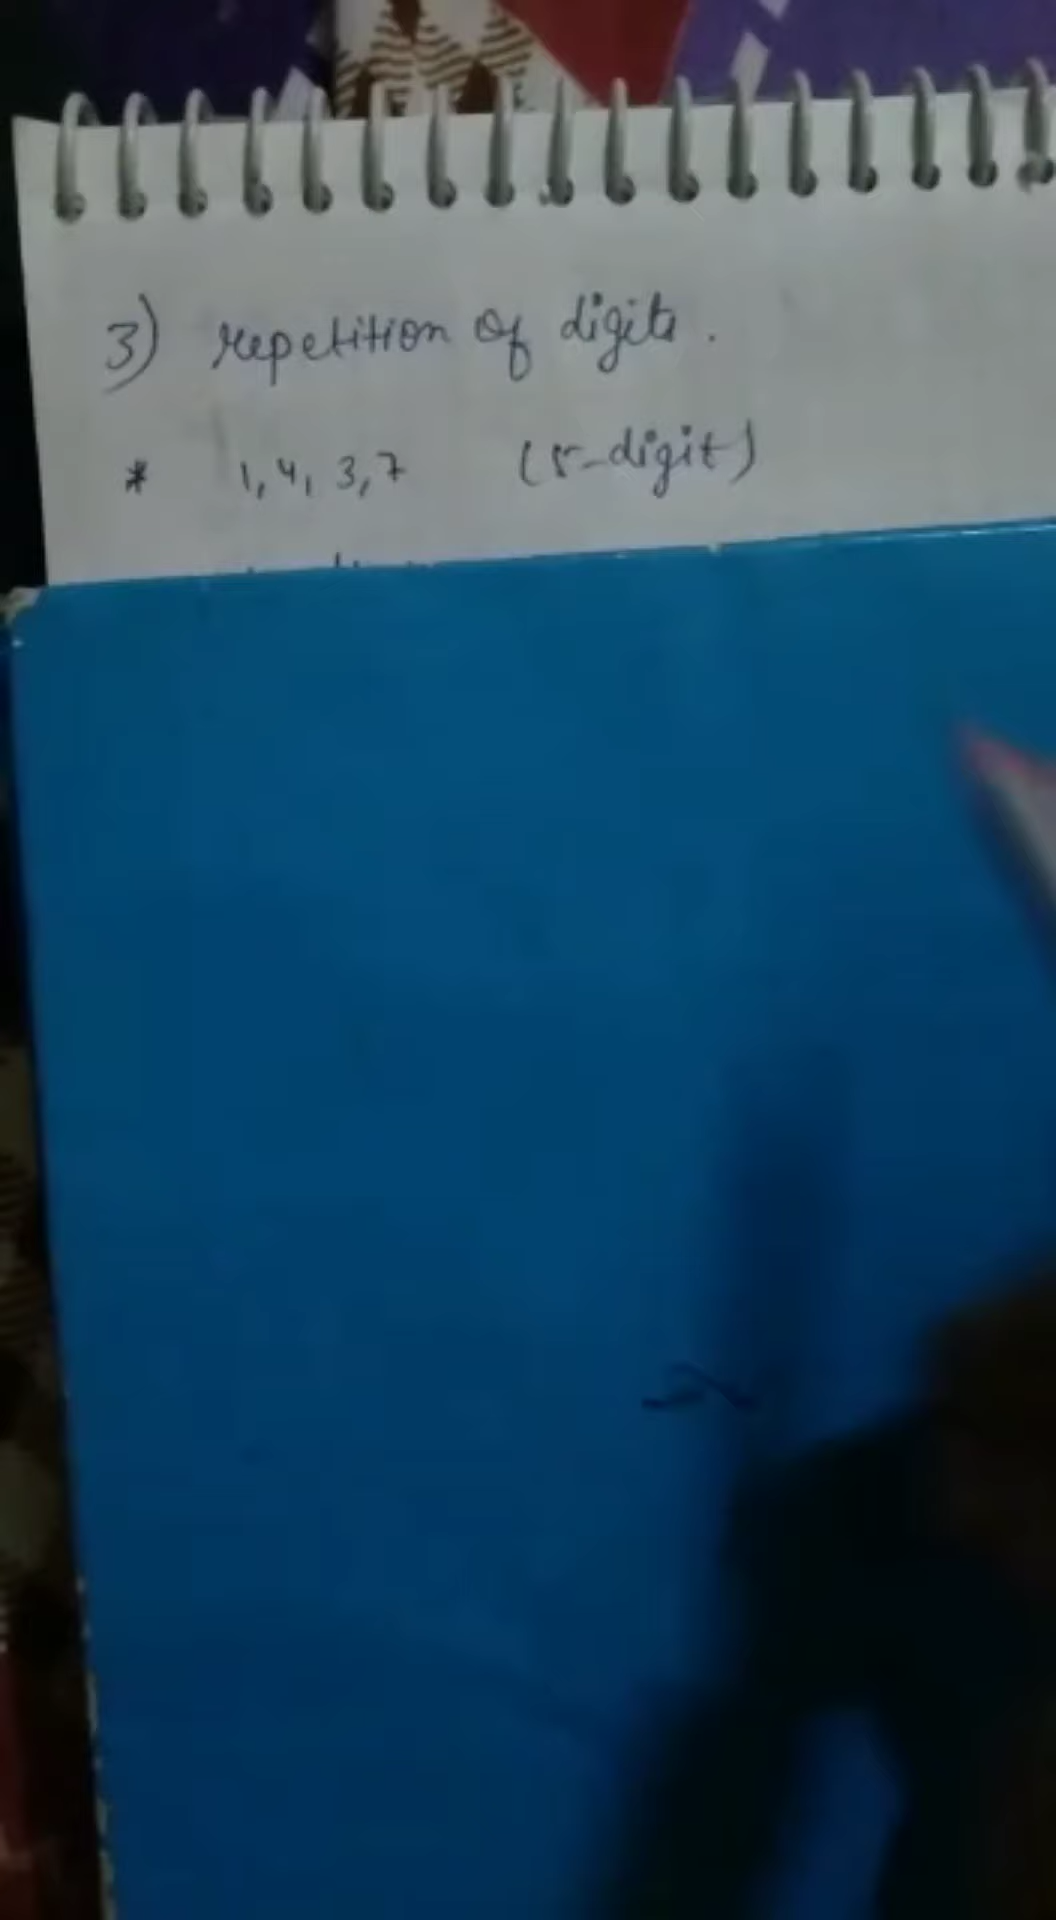 3) repetition of digits.
* 1, 4, 3, 7 (5-digit)